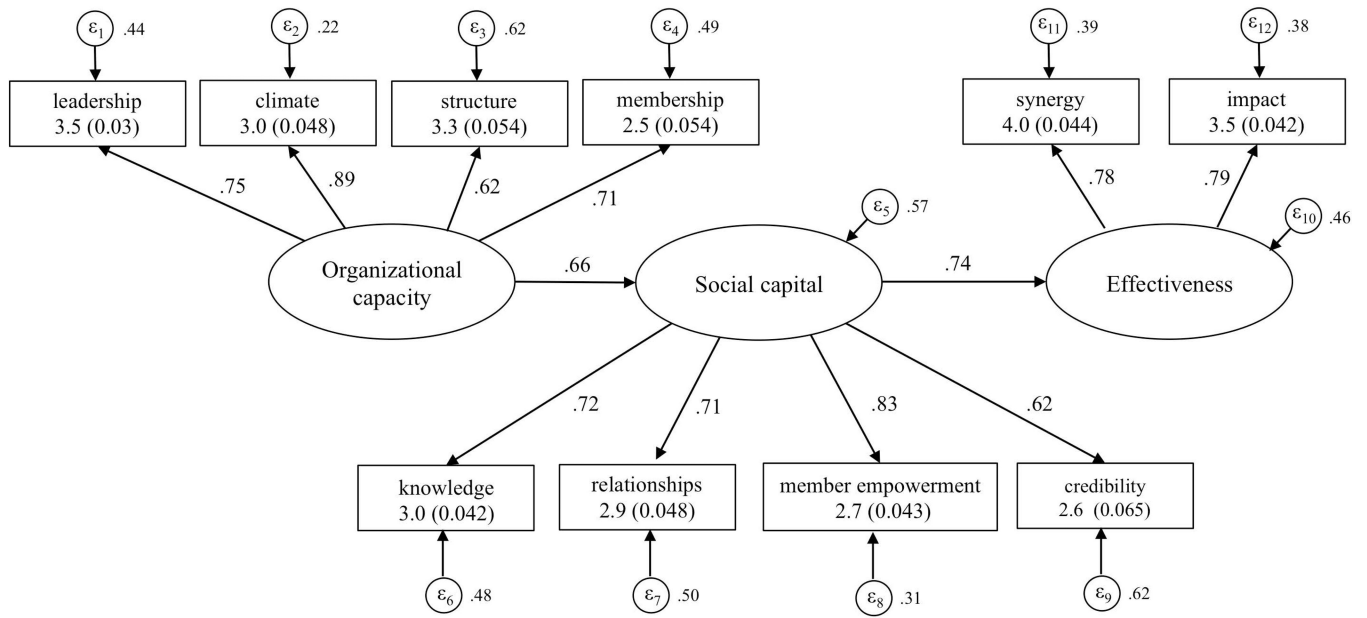 ε1 .44
ε2 .22
ε3 .62
ε4 .49
ε11 .39
ε12 .38
leadership
3.5 (0.03)
climate
3.0 (0.048)
structure
3.3 (0.054)
membership
2.5 (0.054)
synergy
4.0 (0.044)
impact
3.5 (0.042)
.75
.89
.62
.71
.78
.79
ε5 .57
ε10 .46
Organizational
capacity
.66
Social capital
.74
Effectiveness
.72
.71
.83
.62
knowledge
3.0 (0.042)
relationships
2.9 (0.048)
member empowerment
2.7 (0.043)
credibility
2.6 (0.065)
ε6 .48
ε7 .50
ε8 .31
ε9 .62